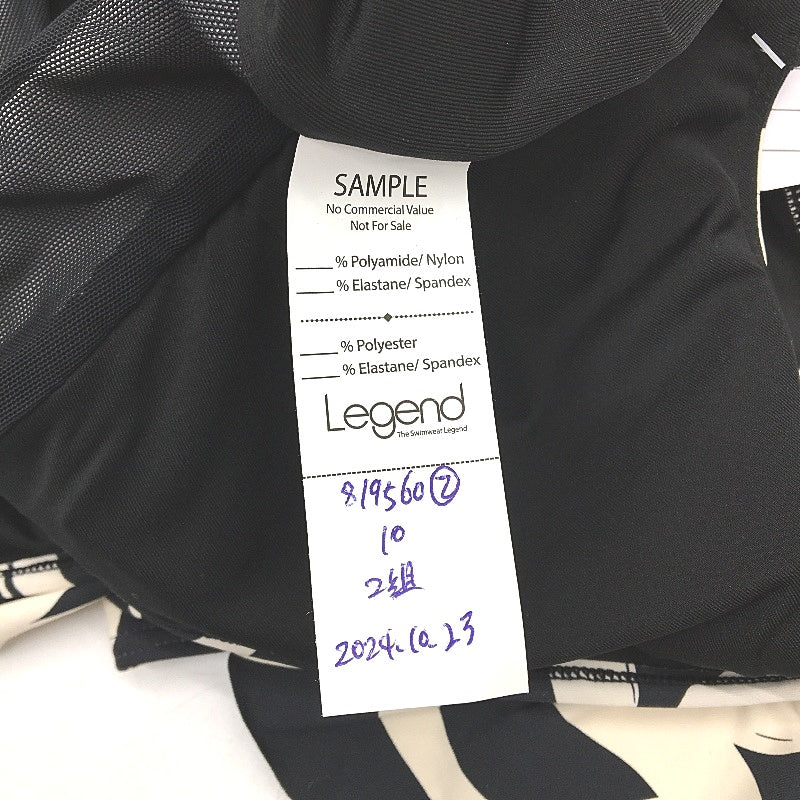 SAMPLE
No Commercial Value
Not For Sale
____ % Polyamide/ Nylon
____ % Elastane/ Spandex
____ % Polyester
____ % Elastane/ Spandex
Legend
The Swimwear Legend
819560②
10
2组
2024.10.23